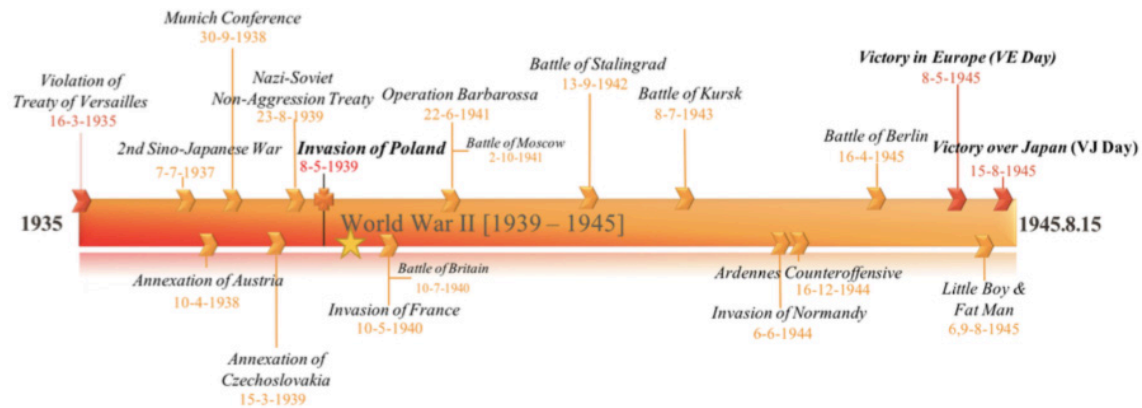 Munich Conference
30-9-1938
Violation of
Treaty of Versailles
16-3-1935
2nd Sino-Japanese War
7-7-1937
Nazi-Soviet
Non-Aggression Treaty
23-8-1939
Invasion of Poland
8-5-1939
Operation Barbarossa
22-6-1941
Battle of Moscow
2-10-1941
Battle of Stalingrad
13-9-1942
Battle of Kursk
8-7-1943
Battle of Berlin
16-4-1945
Victory in Europe (VE Day)
8-5-1945
Victory over Japan (VJ Day)
15-8-1945
1935
World War II [1939 – 1945]
1945.8.15
Annexation of Austria
10-4-1938
Annexation of
Czechoslovakia
15-3-1939
Battle of Britain
10-7-1940
Invasion of France
10-5-1940
Ardennes Counteroffensive
16-12-1944
Invasion of Normandy
6-6-1944
Little Boy &
Fat Man
6,9-8-1945